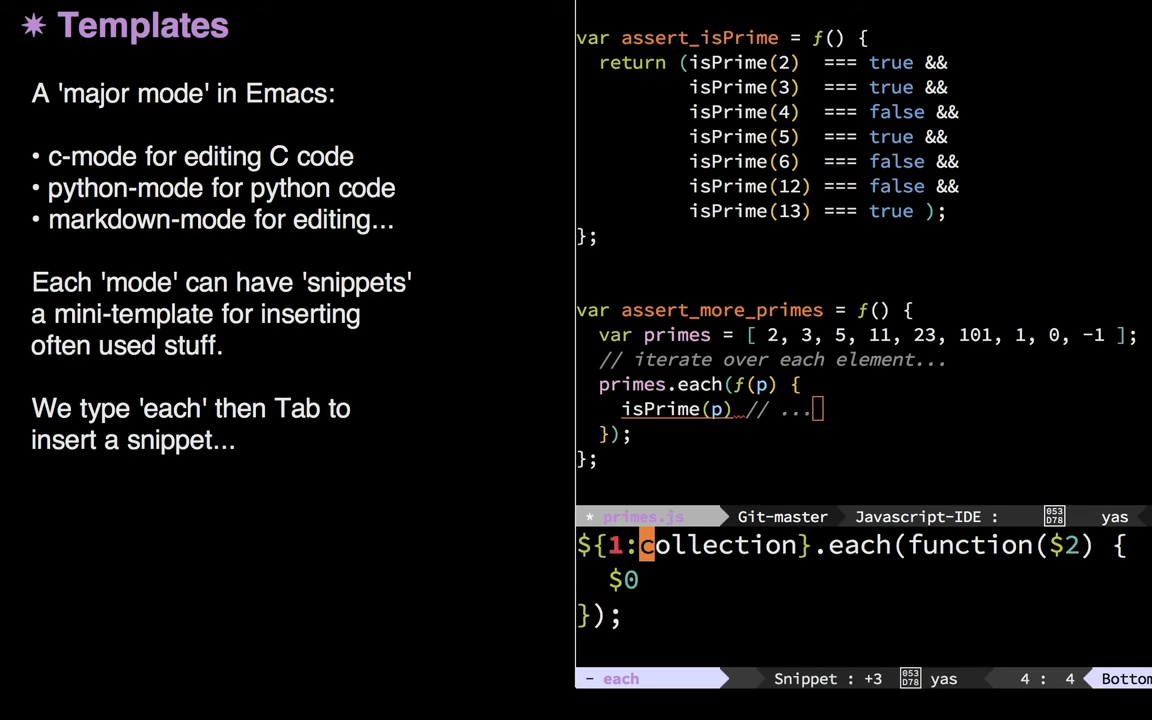 ✷ Templates
A 'major mode' in Emacs:
• c-mode for editing C code
• python-mode for python code
• markdown-mode for editing...
Each 'mode' can have 'snippets'
a mini-template for inserting
often used stuff.
We type 'each' then Tab to
insert a snippet...
var assert_isPrime = ƒ() {
  return (isPrime(2)  === true &&
          isPrime(3)  === true &&
          isPrime(4)  === false &&
          isPrime(5)  === true &&
          isPrime(6)  === false &&
          isPrime(12) === false &&
          isPrime(13) === true );
};
var assert_more_primes = ƒ() {
  var primes = [ 2, 3, 5, 11, 23, 101, 1, 0, -1 ];
  // iterate over each element...
  primes.each(ƒ(p) {
    isPrime(p) // ...
  });
};
* primes.js Git-master Javascript-IDE : 053D78 yas
${1:collection}.each(function($2) {
  $0
});
- each Snippet : +3 053D78 yas 4 : 4 Bottom